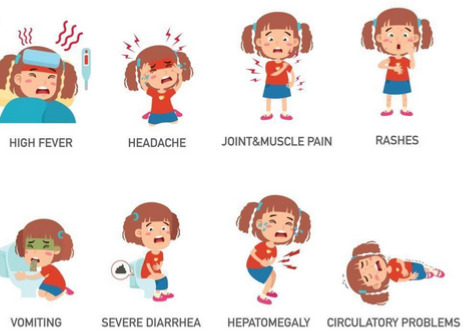 HIGH FEVER
HEADACHE
JOINT&MUSCLE PAIN
RASHES
VOMITING
SEVERE DIARRHEA
HEPATOMEGALY
CIRCULATORY PROBLEMS